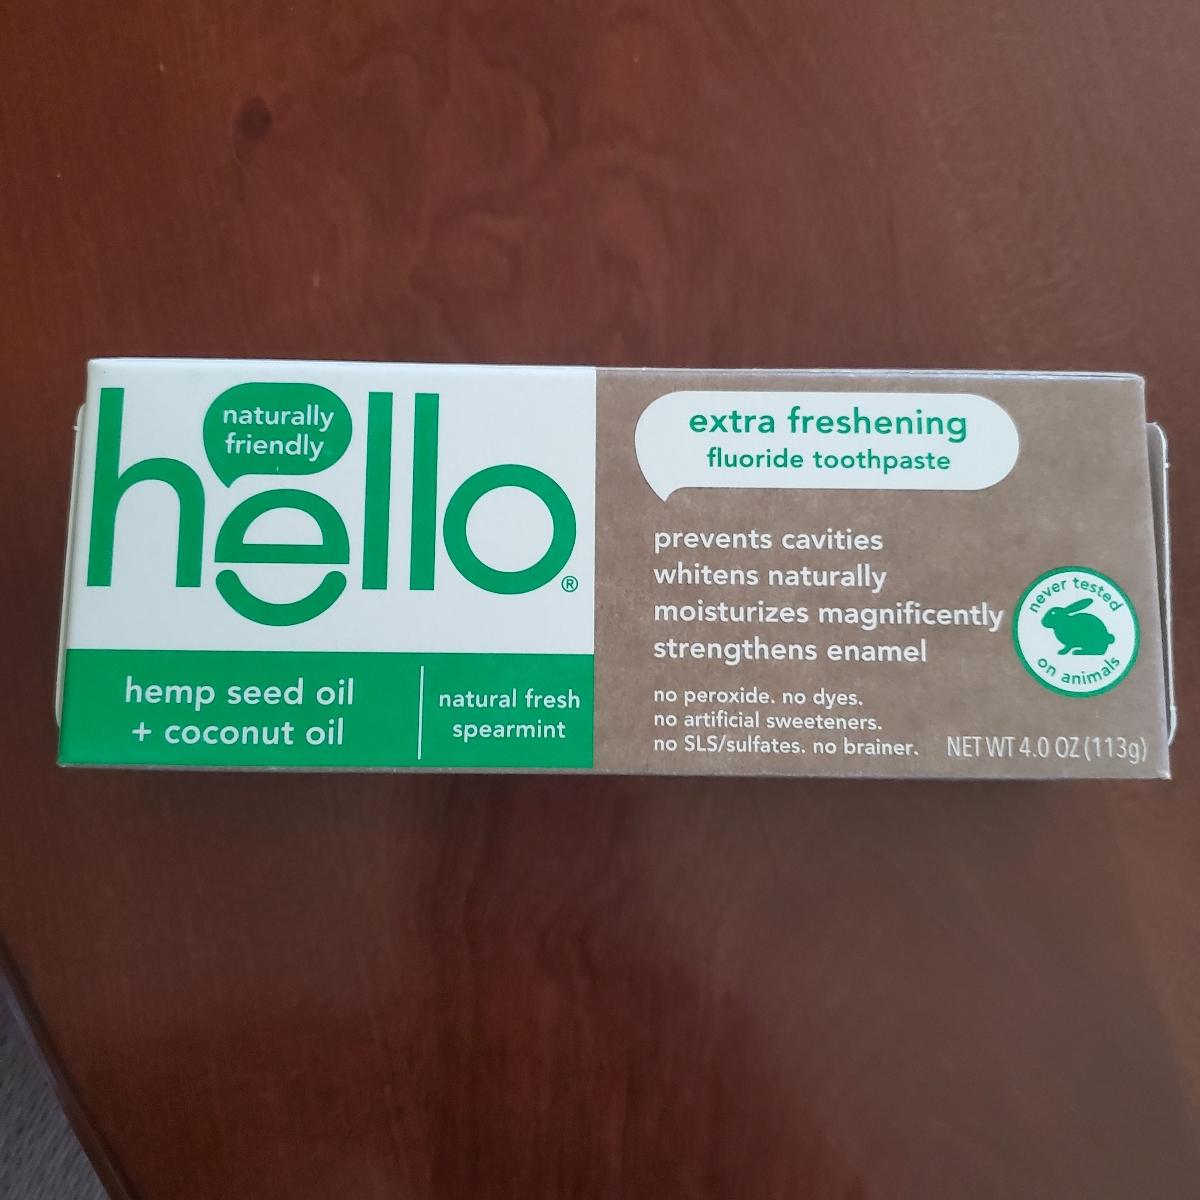 naturally
friendly
hello®
hemp seed oil
+ coconut oil
natural fresh
spearmint
extra freshening
fluoride toothpaste
prevents cavities
whitens naturally
moisturizes magnificently
strengthens enamel
no peroxide. no dyes.
no artificial sweeteners.
no SLS/sulfates. no brainer.
never tested
on animals
NET WT 4.0 OZ (113g)